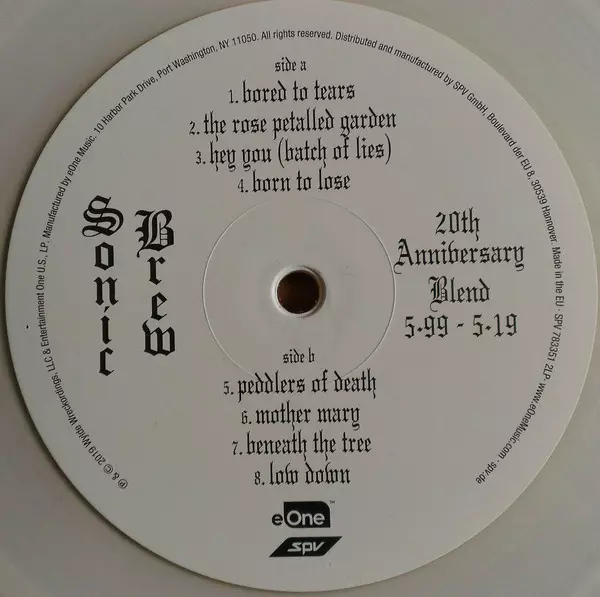 ℗ & © 2019 Wylde Wreckordings, LLC & Entertainment One U.S., LP. Manufactured by eOne Music. 10 Harbor Park Drive, Port Washington, NY 11050. All rights reserved. Distributed and manufactured by SPV GmbH, Boulevard der EU 8, 30539 Hannover. Made in the EU · SPV 783351 2LP www.eOneMusic.com · spv.de
side a
1. bored to tears
2. the rose petalled garden
3. hey you (batch of lies)
4. born to lose
Sonic
Brew
20th
Anniversary
Blend
5·99 - 5·19
side b
5. peddlers of death
6. mother mary
7. beneath the tree
8. low down
eOne™
SPV